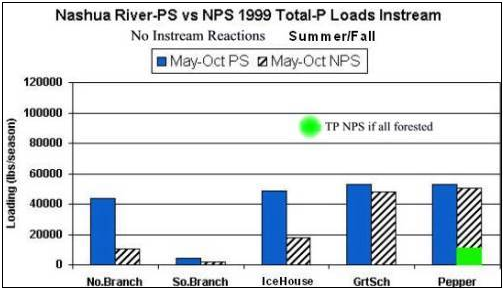 Nashua River-PS vs NPS 1999 Total-P Loads Instream
No Instream Reactions Summer/Fall
May-Oct PS May-Oct NPS
120000
100000
80000
60000
40000
20000
0
Loading (lbs/season)
TP NPS if all forested
No.Branch So.Branch IceHouse GrtSch Pepper